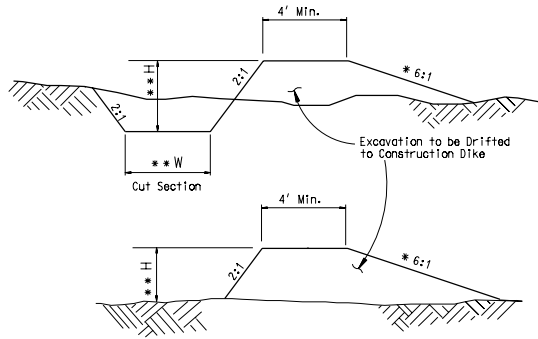 4' Min.
**H
2:1
* 6:1
2:1
** W
Cut Section
Excavation to be Drifted
to Construction Dike
4' Min.
**H
2:1
* 6:1